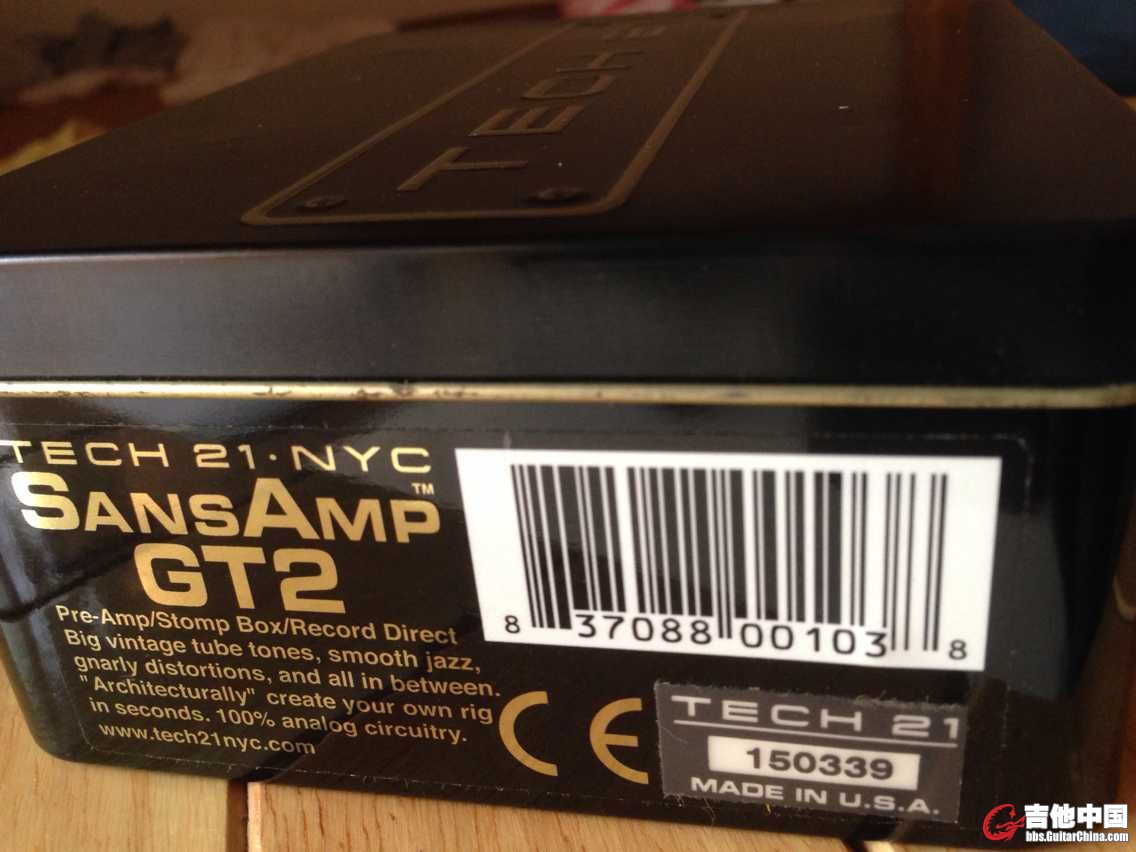 TECH 2
TECH 21·NYC
SANSAMP™
GT2
Pre-Amp/Stomp Box/Record Direct
Big vintage tube tones, smooth jazz,
gnarly distortions, and all in between.
"Architecturally" create your own rig
in seconds. 100% analog circuitry.
www.tech21nyc.com
8 37088 00103 8
CE
TECH 21
150339
MADE IN U.S.A.
吉他中国
bbs.GuitarChina.com